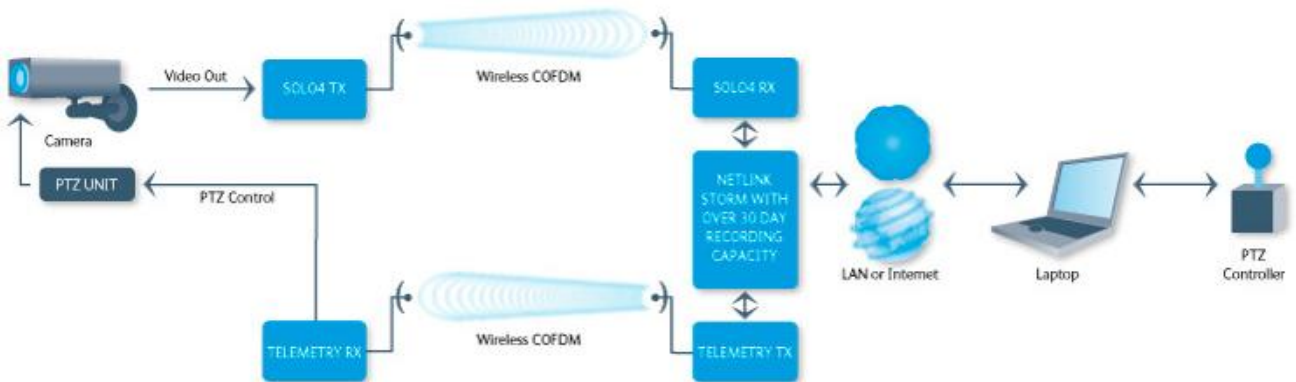 Video Out
SOLO4 TX
Wireless COFDM
SOLO4 RX
Camera
PTZ UNIT
PTZ Control
NETLINK
STORM WITH
OVER 30 DAY
RECORDING
CAPACITY
LAN or Internet
Laptop
PTZ
Controller
TELEMETRY RX
Wireless COFDM
TELEMETRY TX